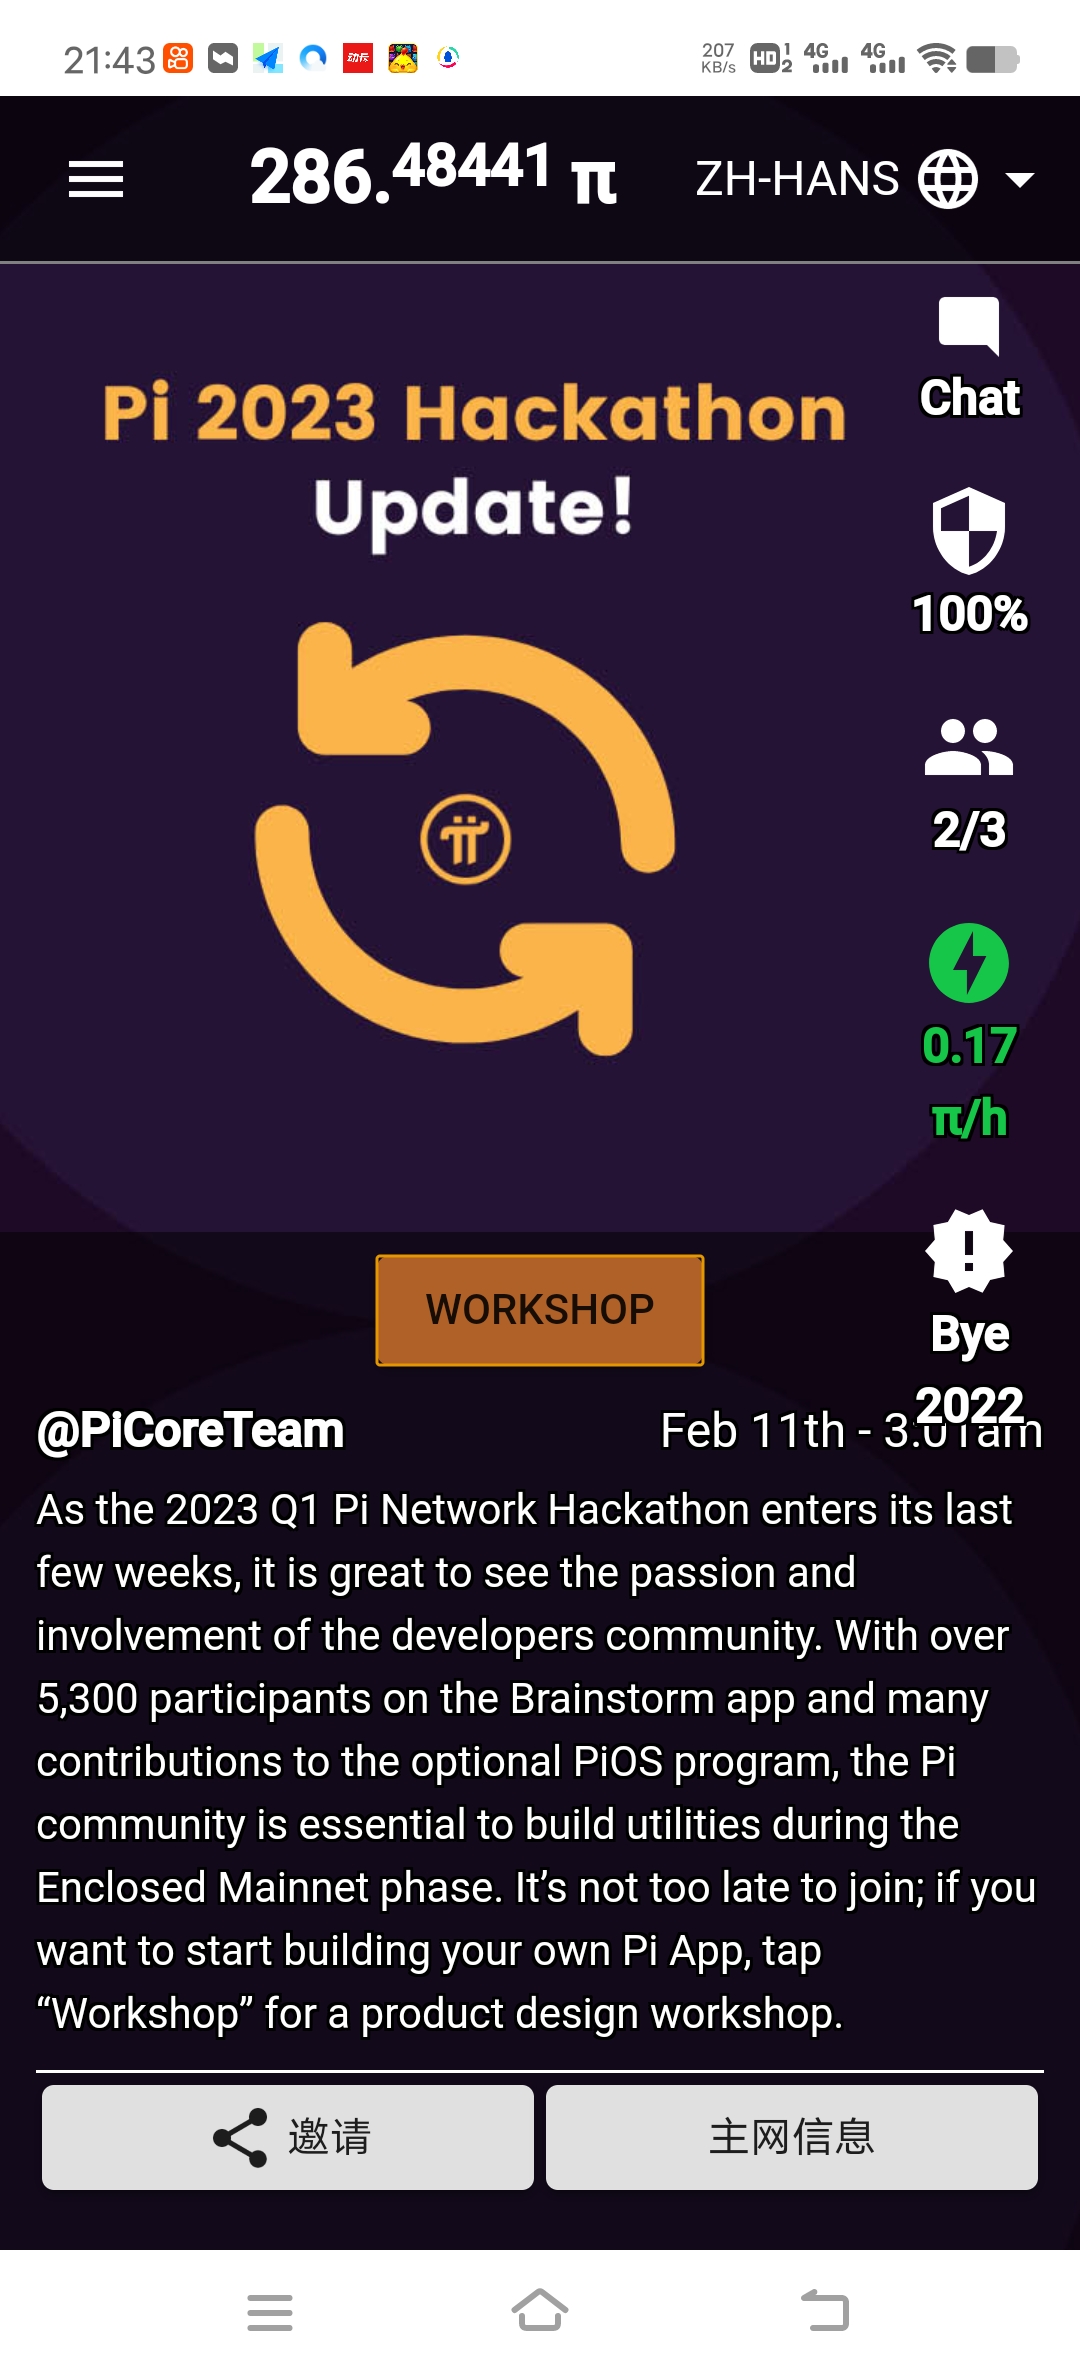 21:43
动卡
207
KB/s
HD 1 2
4G
4G
286.48441 π
ZH-HANS
Pi 2023 Hackathon
Update!
Chat
100%
2/3
0.17
π/h
Bye
2022
WORKSHOP
@PiCoreTeam
Feb 11th - 3:01am
As the 2023 Q1 Pi Network Hackathon enters its last
few weeks, it is great to see the passion and
involvement of the developers community. With over
5,300 participants on the Brainstorm app and many
contributions to the optional PiOS program, the Pi
community is essential to build utilities during the
Enclosed Mainnet phase. It’s not too late to join; if you
want to start building your own Pi App, tap
“Workshop” for a product design workshop.
邀请
主网信息